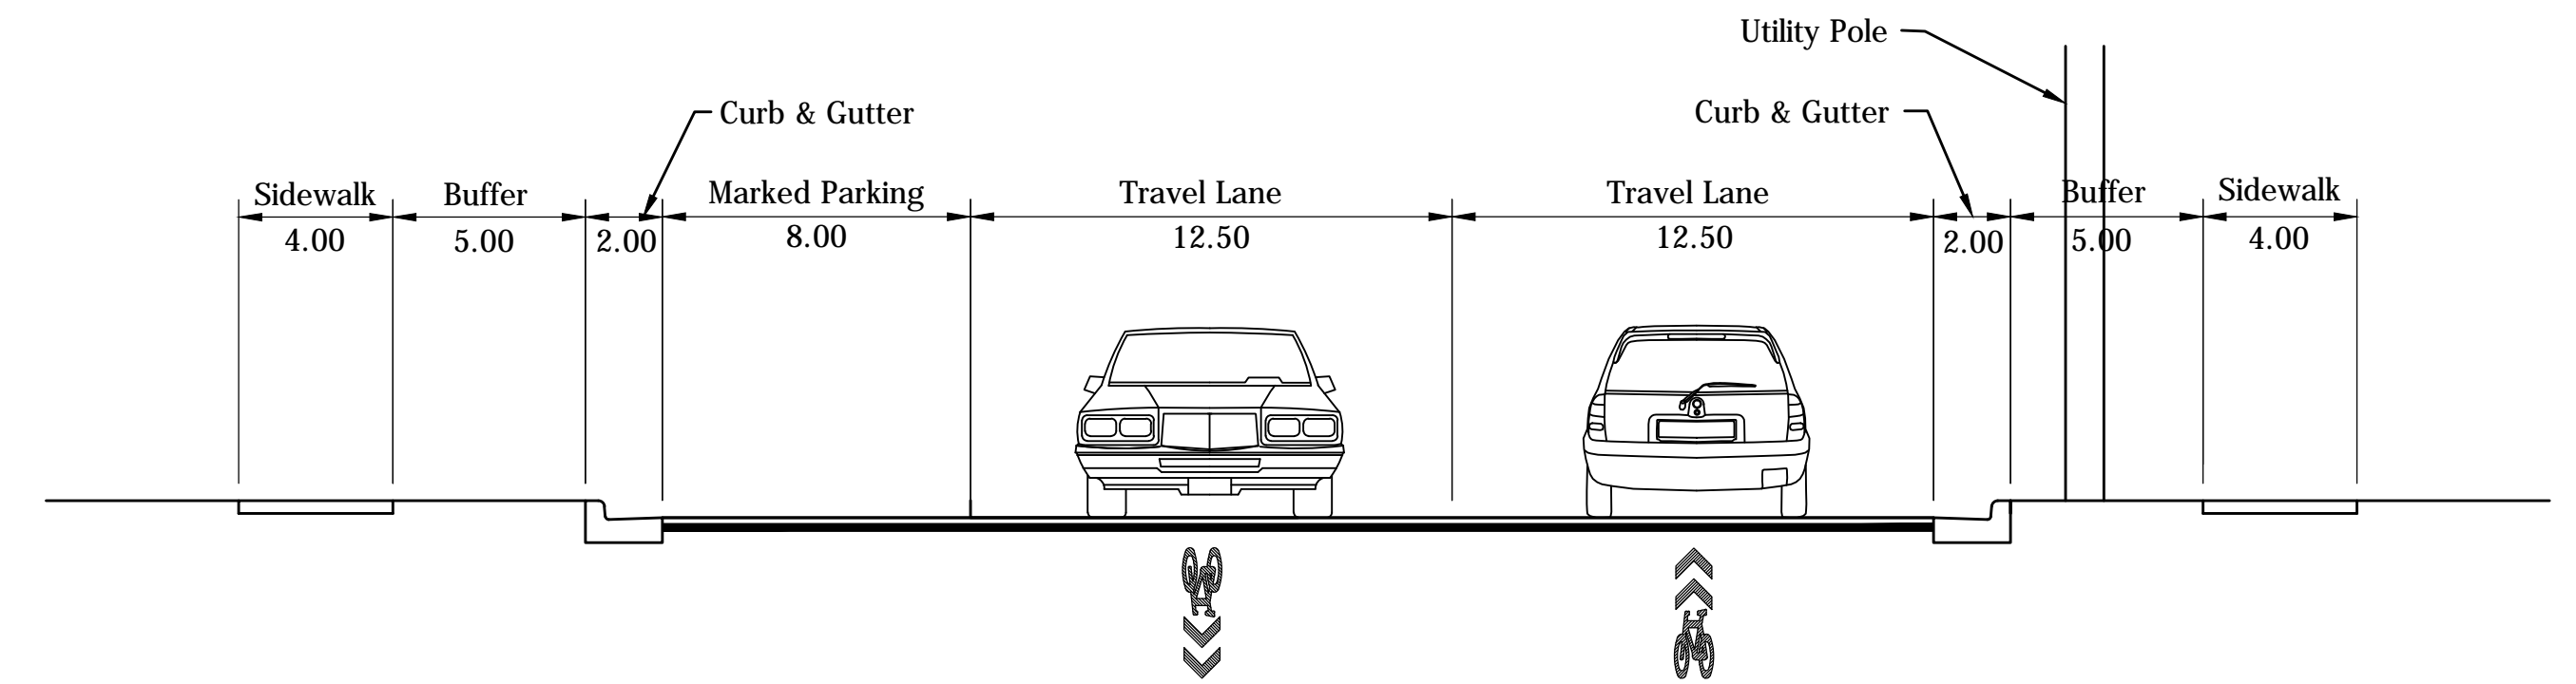 Utility Pole
Curb & Gutter
Curb & Gutter
Sidewalk
Buffer
Marked Parking
Travel Lane
Travel Lane
Buffer
Sidewalk
4.00
5.00
2.00
8.00
12.50
12.50
2.00
5.00
4.00